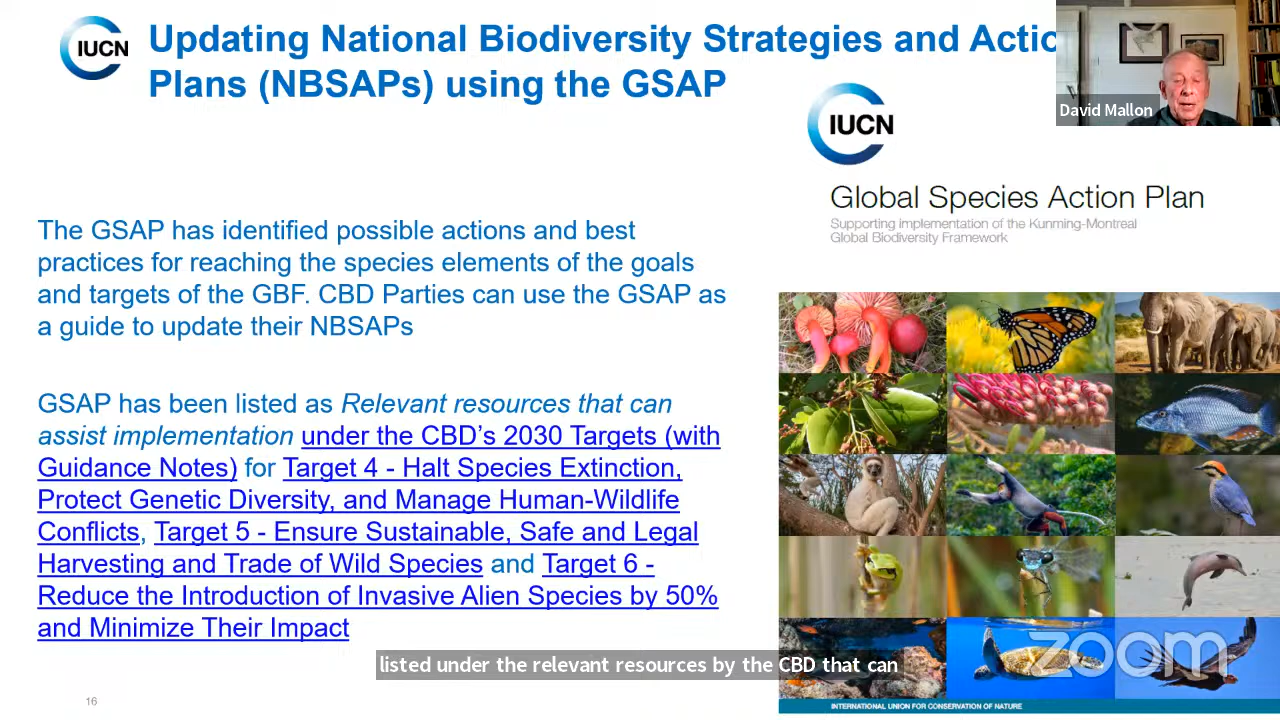 IUCN
Updating National Biodiversity Strategies and Actio
Plans (NBSAPs) using the GSAP
David Mallon
IUCN
Global Species Action Plan
Supporting implementation of the Kunming-Montreal
Global Biodiversity Framework
The GSAP has identified possible actions and best
practices for reaching the species elements of the goals
and targets of the GBF. CBD Parties can use the GSAP as
a guide to update their NBSAPs
GSAP has been listed as Relevant resources that can
assist implementation under the CBD’s 2030 Targets (with
Guidance Notes) for Target 4 - Halt Species Extinction,
Protect Genetic Diversity, and Manage Human-Wildlife
Conflicts, Target 5 - Ensure Sustainable, Safe and Legal
Harvesting and Trade of Wild Species and Target 6 -
Reduce the Introduction of Invasive Alien Species by 50%
and Minimize Their Impact
listed under the relevant resources by the CBD that can
zoom
16
INTERNATIONAL UNION FOR CONSERVATION OF NATURE